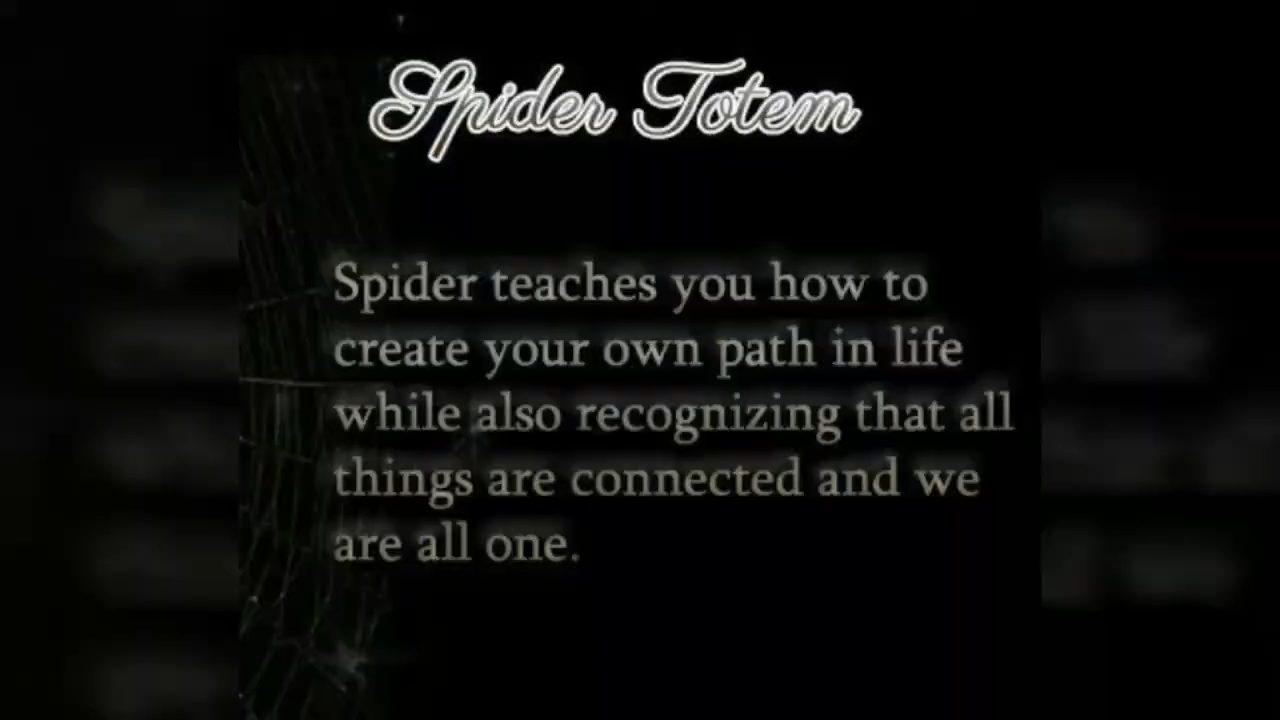 Spider Totem
Spider teaches you how to
create your own path in life
while also recognizing that all
things are connected and we
are all one.